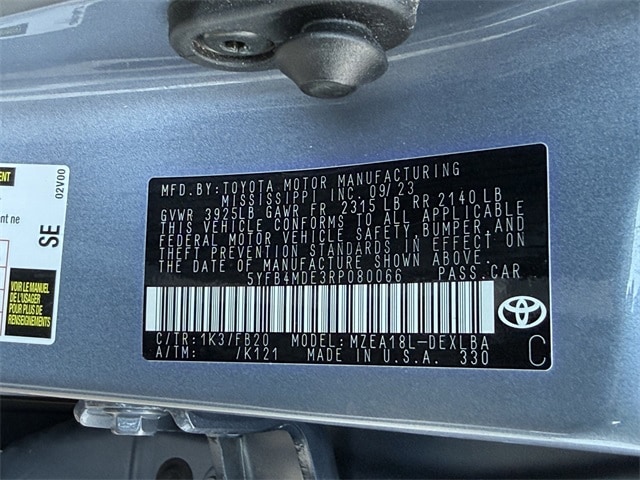 MFD.BY:TOYOTA MOTOR MANUFACTURING
MISSISSIPPI INC 09/23
GVWR 3925LB GAWR FR 2315 LB RR 2140 LB
THIS VEHICLE CONFORMS TO ALL APPLICABLE
FEDERAL MOTOR VEHICLE SAFETY, BUMPER, AND
THEFT PREVENTION STANDARDS IN EFFECT ON
THE DATE OF MANUFACTURE SHOWN ABOVE.
5YFB4MDE3RP080066 PASS.CAR
C/TR:1K3/FB20 MODEL:MZEA18L-DEXLBA
A/TM: /K121 MADE IN U.S.A. 330
C
SE
02V00
VOIR LE MANUEL
DE L'USAGER
POUR PLUS DE
RENSEIGNEMENTS